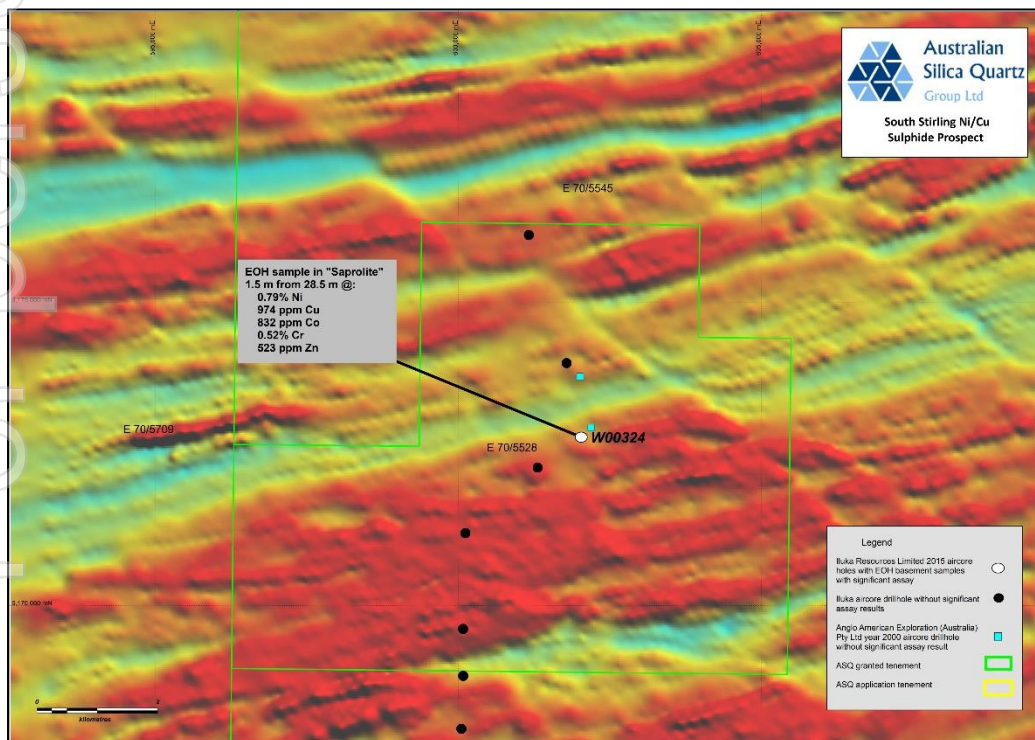 Australian
Silica Quartz
Group Ltd
South Stirling Ni/Cu
Sulphide Prospect
E 70/5545
EOH sample in "Saprolite"
1.5 m from 28.5 m @:
0.79% Ni
974 ppm Cu
832 ppm Co
0.52% Cr
523 ppm Zn
E 70/5709
W00324
E 70/5528
Legend
Iluka Resources Limited 2015 aircore
holes with EOH basement samples
with significant assay
Iluka aircore drillhole without significant
assay results
Anglo American Exploration (Australia)
Pty Ltd year 2000 aircore drillhole
without significant assay result
ASQ granted tenement
ASQ application tenement
0
kilometres